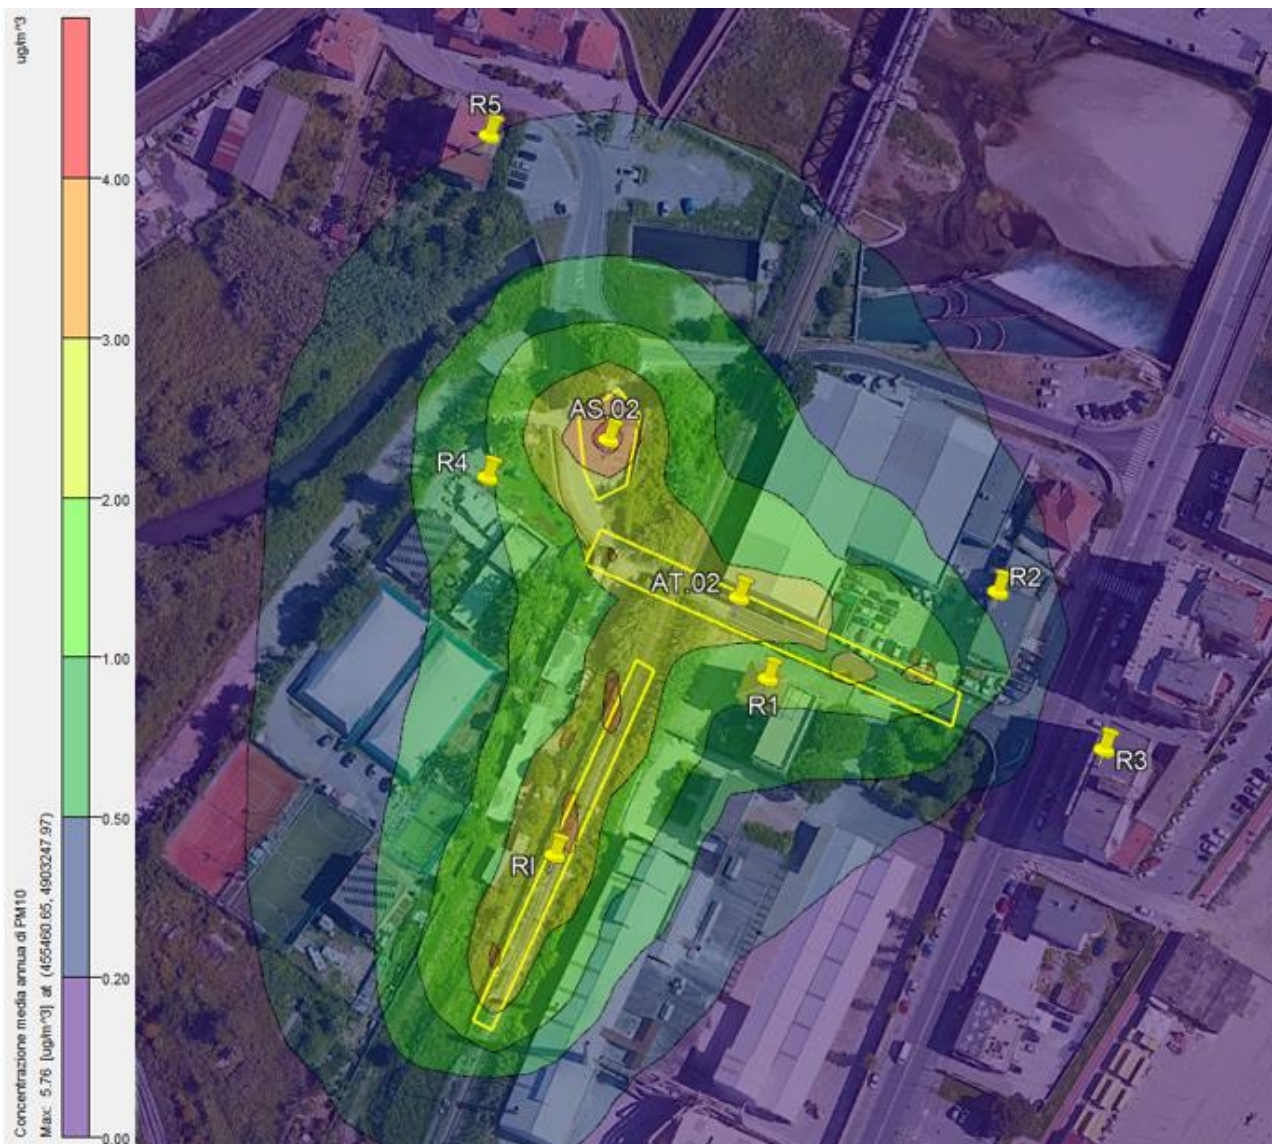 ug/m^3
4.00
3.00
2.00
1.00
0.50
0.20
0.00
Concentrazione media annua di PM10
Max: 5.76 [ug/m^3] at (455460.65, 4903247.97)
R5
AS.02
R4
AT.02
R2
R1
R3
RI